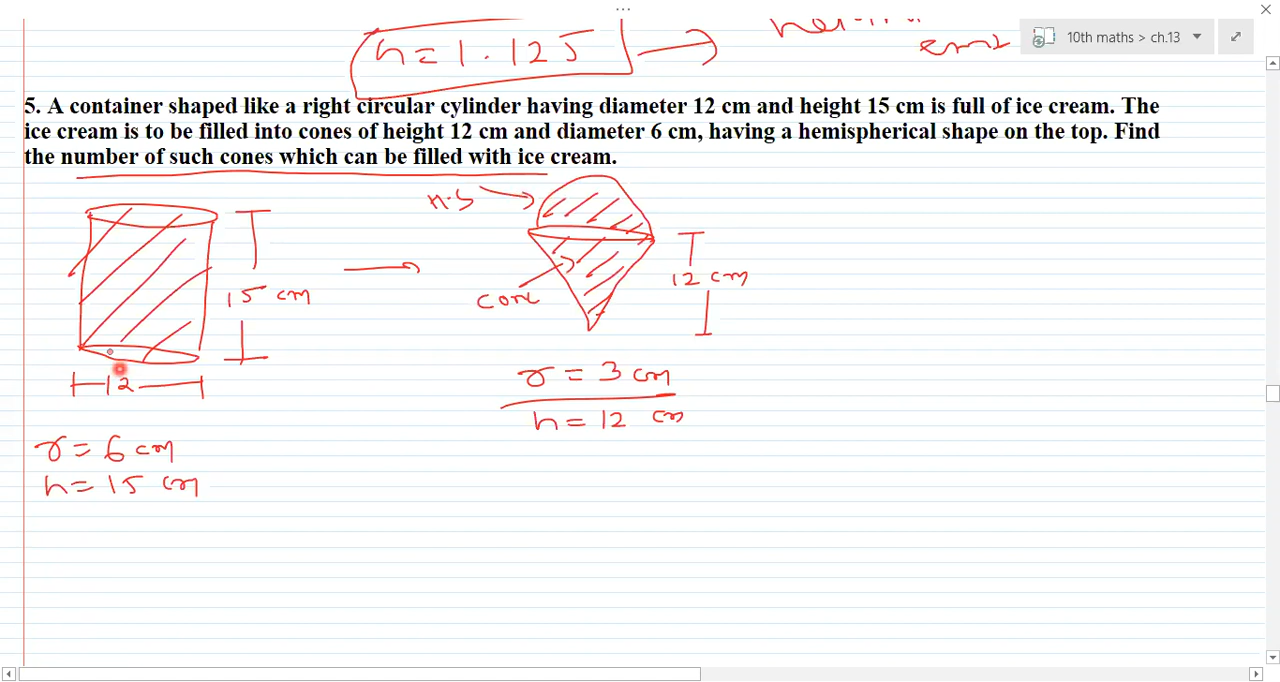 10th maths > ch.13
h = 1.125
5. A container shaped like a right circular cylinder having diameter 12 cm and height 15 cm is full of ice cream. The
ice cream is to be filled into cones of height 12 cm and diameter 6 cm, having a hemispherical shape on the top. Find
the number of such cones which can be filled with ice cream.
H.S
15 cm
12 cm
cone
12
r = 3 cm
h = 12 cm
r = 6 cm
h = 15 cm